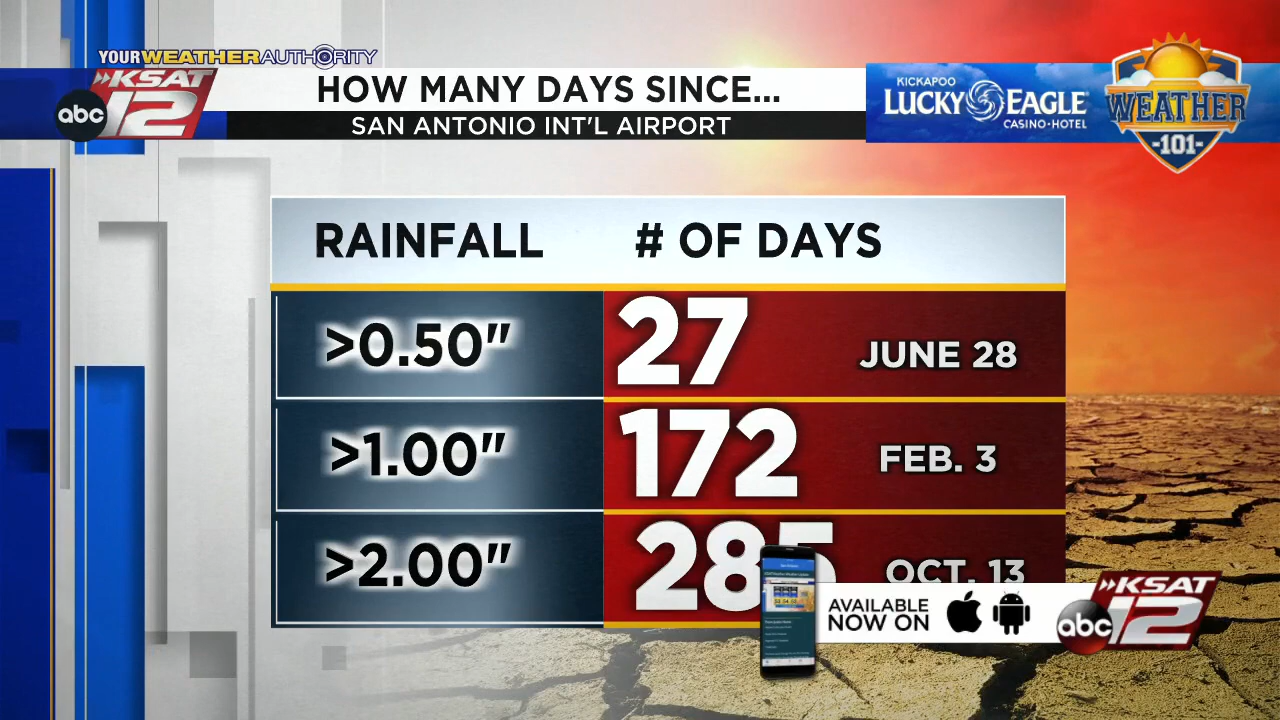 YOUR WEATHER AUTHORITY
KSAT
abc 12
HOW MANY DAYS SINCE...
SAN ANTONIO INT'L AIRPORT
KICKAPOO
LUCKY EAGLE
CASINO•HOTEL
WEATHER
-101-
RAINFALL # OF DAYS
>0.50" 27 JUNE 28
>1.00" 172 FEB. 3
>2.00" 285 OCT. 13
AVAILABLE
NOW ON
KSAT
abc 12